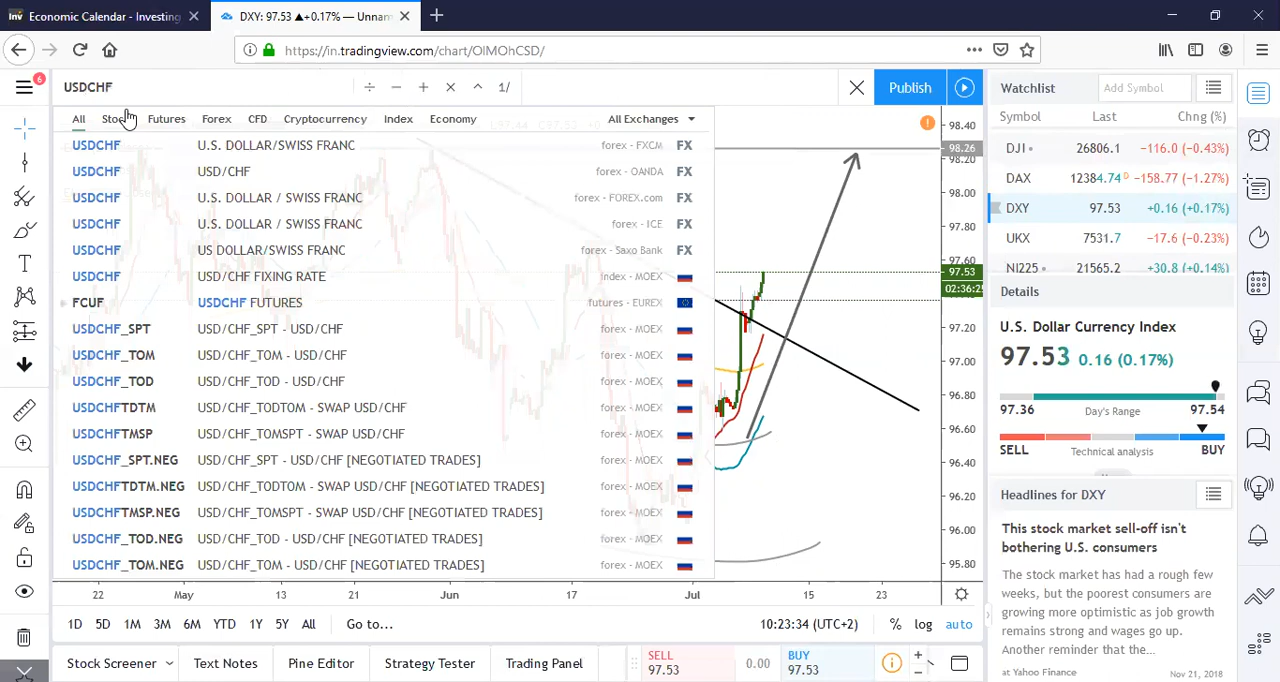 Economic Calendar - Investing
DXY: 97.53 ▲+0.17% — Unnam
https://in.tradingview.com/chart/OlMOhCSD/
6
USDCHF
÷ − + × ^ 1/
Publish
All Stoc Futures Forex CFD Cryptocurrency Index Economy All Exchanges
USDCHF U.S. DOLLAR/SWISS FRANC forex - FXCM FX
USDCHF USD/CHF forex - OANDA FX
USDCHF U.S. DOLLAR / SWISS FRANC forex - FOREX.com FX
USDCHF U.S. DOLLAR / SWISS FRANC forex - ICE FX
USDCHF US DOLLAR/SWISS FRANC forex - Saxo Bank FX
USDCHF USD/CHF FIXING RATE index - MOEX
FCUF USDCHF FUTURES futures - EUREX
USDCHF_SPT USD/CHF_SPT - USD/CHF forex - MOEX
USDCHF_TOM USD/CHF_TOM - USD/CHF forex - MOEX
USDCHF_TOD USD/CHF_TOD - USD/CHF forex - MOEX
USDCHFTDTM USD/CHF_TODTOM - SWAP USD/CHF forex - MOEX
USDCHFTMSP USD/CHF_TOMSPT - SWAP USD/CHF forex - MOEX
USDCHF_SPT.NEG USD/CHF_SPT - USD/CHF [NEGOTIATED TRADES] forex - MOEX
USDCHFTDTM.NEG USD/CHF_TODTOM - SWAP USD/CHF [NEGOTIATED TRADES] forex - MOEX
USDCHFTMSP.NEG USD/CHF_TOMSPT - SWAP USD/CHF [NEGOTIATED TRADES] forex - MOEX
USDCHF_TOD.NEG USD/CHF_TOD - USD/CHF [NEGOTIATED TRADES] forex - MOEX
USDCHF_TOM.NEG USD/CHF_TOM - USD/CHF [NEGOTIATED TRADES] forex - MOEX
98.40
98.26
98.20
98.00
97.80
97.60
97.53
02:36:2
97.20
97.00
96.80
96.60
96.40
96.20
96.00
95.80
22 May 13 21 Jun 17 Jul 15 23
1D 5D 1M 3M 6M YTD 1Y 5Y All Go to... 10:23:34 (UTC+2) % log auto
Stock Screener Text Notes Pine Editor Strategy Tester Trading Panel
SELL
97.53
0.00
BUY
97.53
Watchlist Add Symbol
Symbol Last Chng (%)
DJI 26806.1 −116.0 (−0.43%)
DAX 12384.74 D −158.77 (−1.27%)
DXY 97.53 +0.16 (+0.17%)
UKX 7531.7 −17.6 (−0.23%)
NI225 21565.2 +30.8 (+0.14%)
Details
U.S. Dollar Currency Index
97.53 0.16 (0.17%)
97.36 Day's Range 97.54
SELL Technical analysis BUY
Headlines for DXY
This stock market sell-off isn't
bothering U.S. consumers
The stock market has had a rough few
weeks, but the poorest consumers are
growing more optimistic as job growth
remains strong and wages go up.
Another reminder that the...
at Yahoo Finance Nov 21, 2018